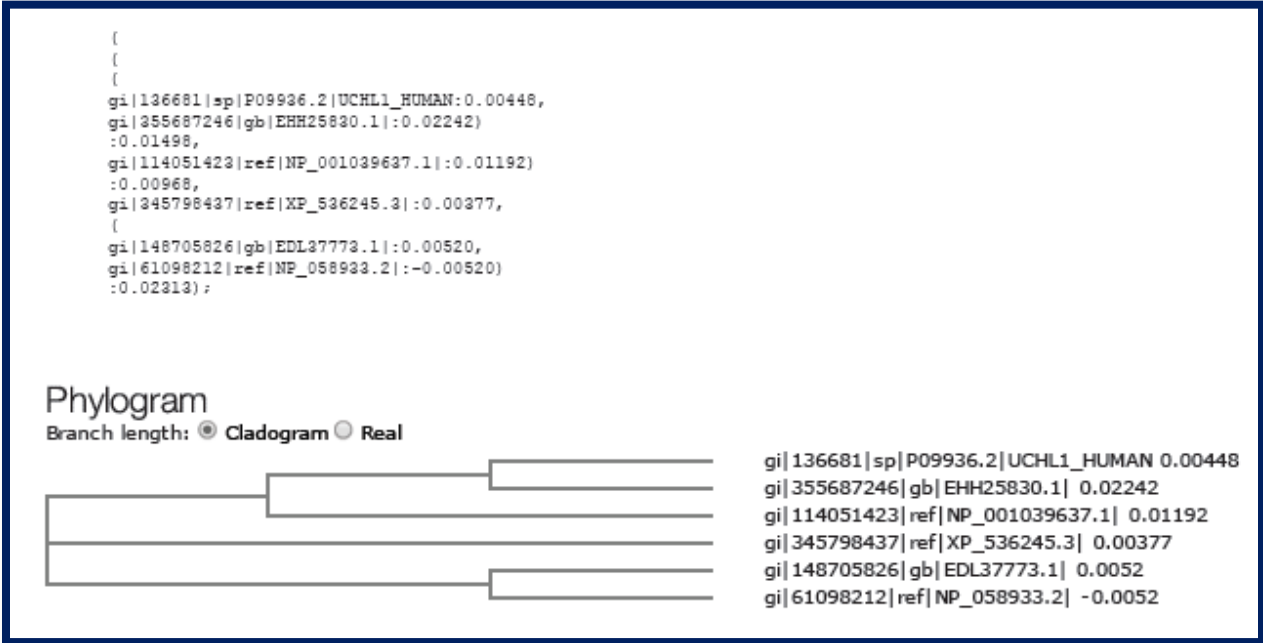 (
(
(
gi|136681|sp|P09936.2|UCHL1_HUMAN:0.00448,
gi|355687246|gb|EHH25830.1|:0.02242)
:0.01498,
gi|114051423|ref|NP_001039637.1|:0.01192)
:0.00968,
gi|345798437|ref|XP_536245.3|:0.00377,
(
gi|148705826|gb|EDL37773.1|:0.00520,
gi|61098212|ref|NP_058933.2|:-0.00520)
:0.02313);
Phylogram
Branch length: Cladogram Real
gi|136681|sp|P09936.2|UCHL1_HUMAN 0.00448
gi|355687246|gb|EHH25830.1| 0.02242
gi|114051423|ref|NP_001039637.1| 0.01192
gi|345798437|ref|XP_536245.3| 0.00377
gi|148705826|gb|EDL37773.1| 0.0052
gi|61098212|ref|NP_058933.2| -0.0052